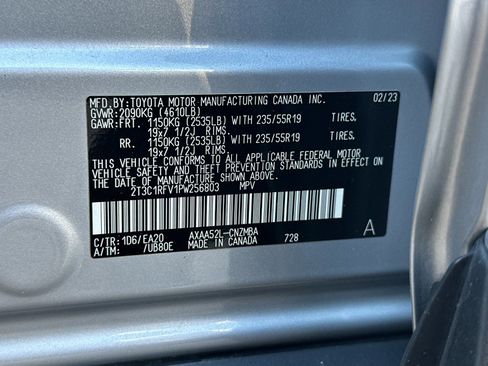 MFD.BY:TOYOTA MOTOR MANUFACTURING CANADA INC. 02/23
GVWR:2090KG (4610LB)
GAWR:FRT. 1150KG (2535LB) WITH 235/55R19 TIRES,
19x7 1/2J RIMS,
RR. 1150KG (2535LB) WITH 235/55R19 TIRES,
19x7 1/2J RIMS,
THIS VEHICLE CONFORMS TO ALL APPLICABLE FEDERAL MOTOR
VEHICLE SAFETY AND THEFT PREVENTION STANDARDS IN EFFECT
ON THE DATE OF MANUFACTURE SHOWN ABOVE.
2T3C1RFV1PW256803 MPV
C/TR: 1D6/EA20 AXAA52L-CNZMBA A
A/TM: /UB80E MADE IN CANADA 728